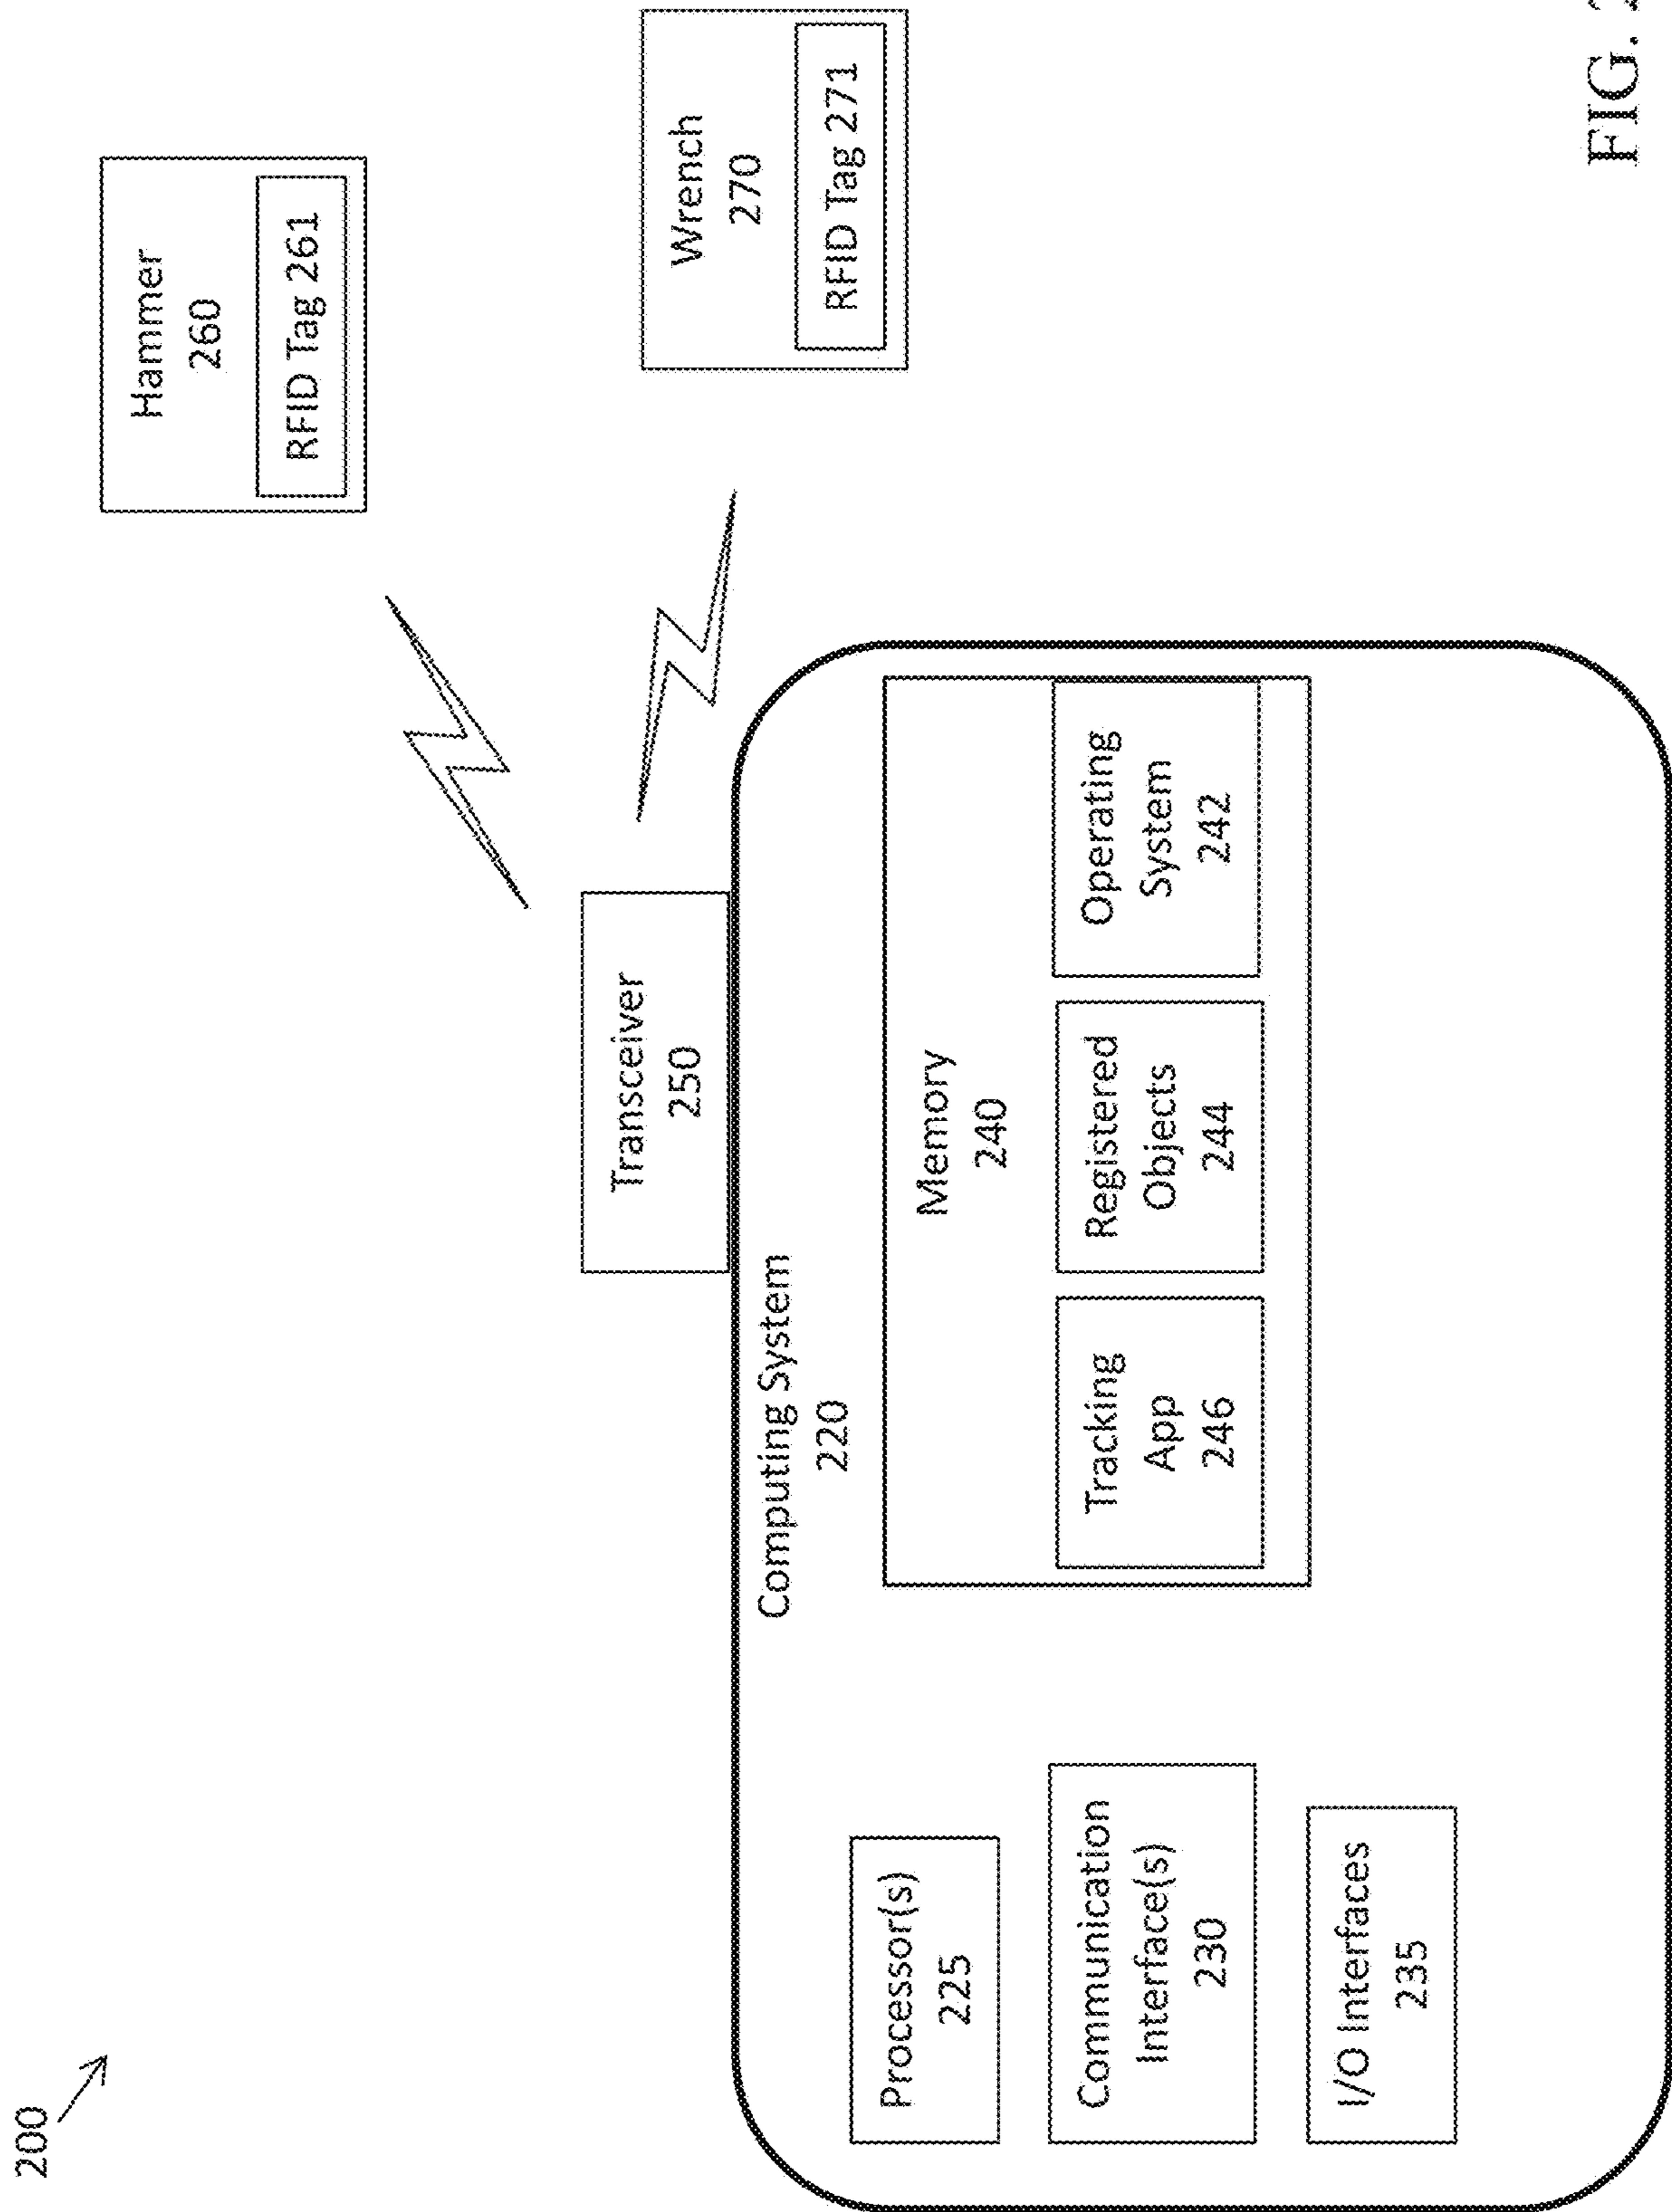 200
Hammer
260
RFID Tag 261
Transceiver
250
Wrench
270
RFID Tag 271
Computing System
220
Processor(s)
225
Communication
Interface(s)
230
I/O Interfaces
235
Memory
240
Tracking
App
246
Registered
Objects
244
Operating
System
242
FIG. 2